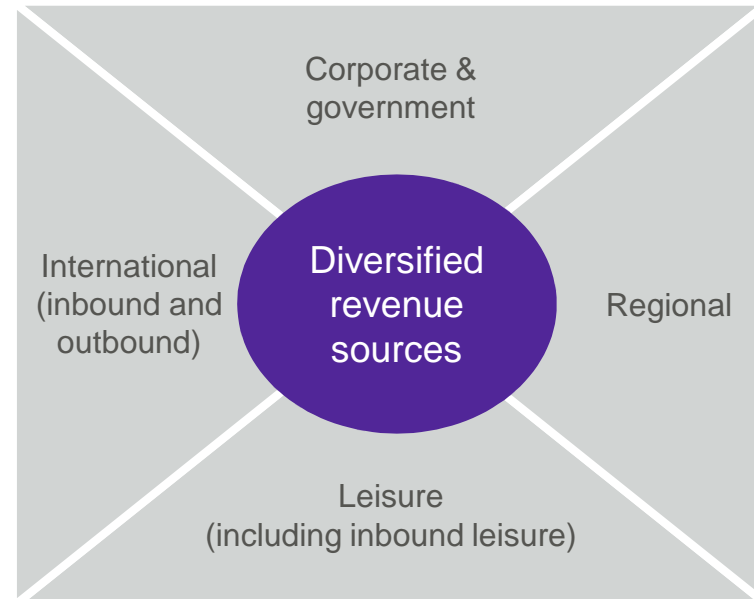 Corporate &
government
International
(inbound and
outbound)
Diversified
revenue
sources
Regional
Leisure
(including inbound leisure)